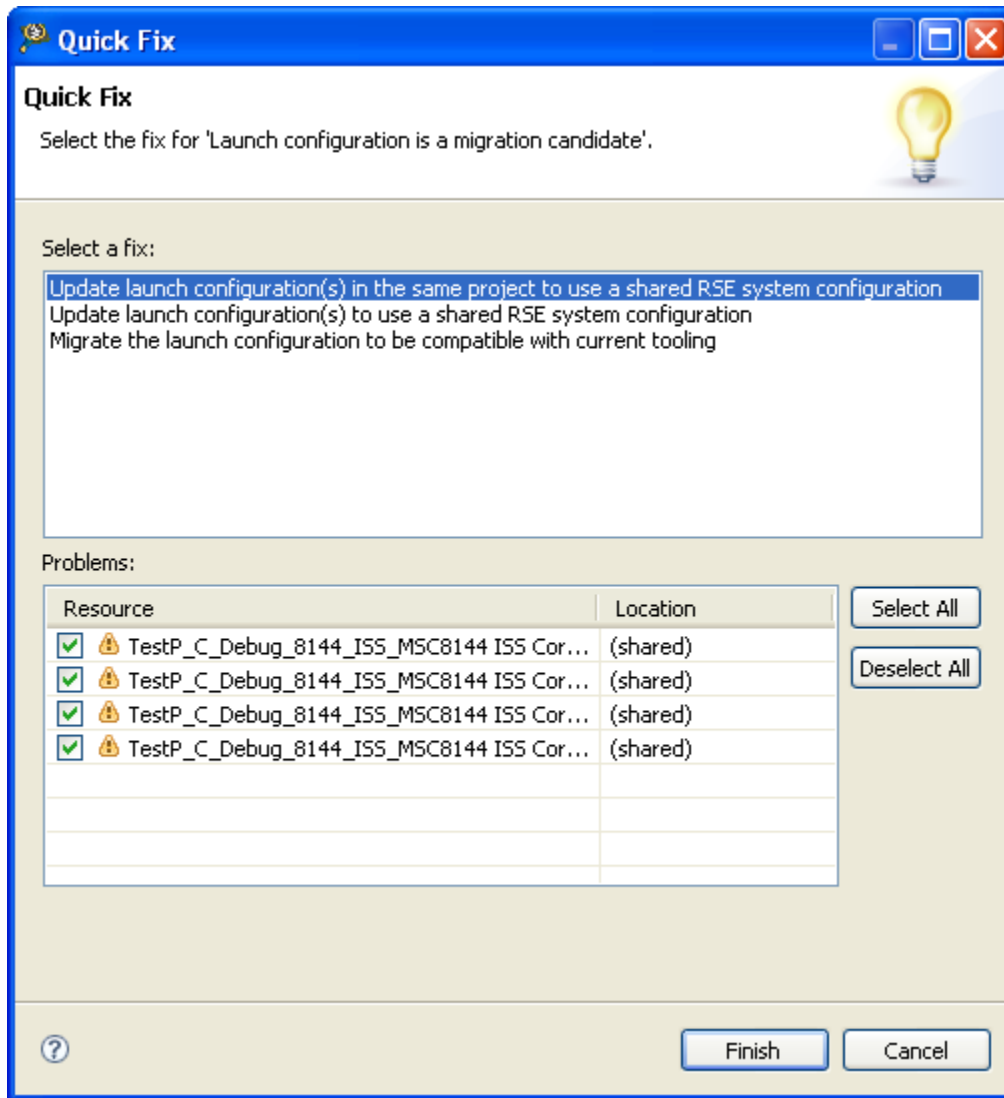 Quick Fix
Quick Fix
Select the fix for 'Launch configuration is a migration candidate'.
Select a fix:
Update launch configuration(s) in the same project to use a shared RSE system configuration
Update launch configuration(s) to use a shared RSE system configuration
Migrate the launch configuration to be compatible with current tooling
Problems:
Resource Location
TestP_C_Debug_8144_ISS_MSC8144 ISS Cor... (shared)
TestP_C_Debug_8144_ISS_MSC8144 ISS Cor... (shared)
TestP_C_Debug_8144_ISS_MSC8144 ISS Cor... (shared)
TestP_C_Debug_8144_ISS_MSC8144 ISS Cor... (shared)
Select All
Deselect All
?
Finish Cancel